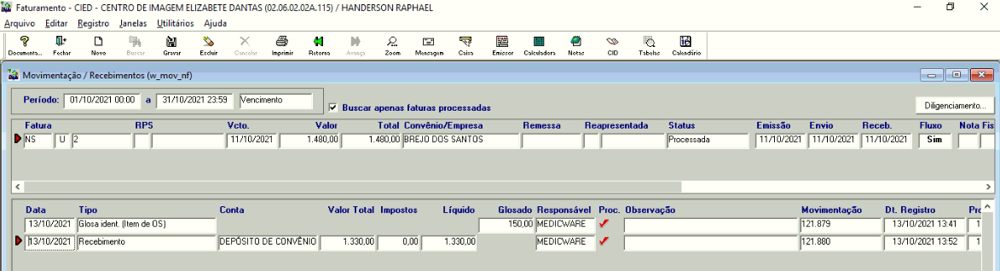 Faturamento - CIED - CENTRO DE IMAGEM ELIZABETE DANTAS (02.06.02.02A.115) / HANDERSON RAPHAEL
Arquivo Editar Registro Janelas Utilitários Ajuda
Documenta... Fechar Novo Buscar Gravar Excluir Cancelar Imprimir Retorna Avança Zoom Mensagem Caixa Emissor Calculadora Notas CID Tabelas Calendário
Movimentação / Recebimentos (w_mov_nf)
Período: 01/10/2021 00:00 a 31/10/2021 23:59 Vencimento
Buscar apenas faturas processadas
Diligenciamento...
Fatura RPS Vcto. Valor Total Convênio/Empresa Remessa Reapresentada Status Emissão Envio Receb. Fluxo Nota Fis
NS U 2 11/10/2021 1.480,00 1.480,00 BREJO DOS SANTOS Processada 11/10/2021 11/10/2021 11/10/2021 Sim
Data Tipo Conta Valor Total Impostos Líquido Glosado Responsável Proc. Observação Movimentação Dt. Registro Pro
13/10/2021 Glosa ident. (Item de OS) 150,00 MEDICWARE 121.879 13/10/2021 13:41 1
13/10/2021 Recebimento DEPÓSITO DE CONVÊNIO 1.330,00 0,00 1.330,00 MEDICWARE 121.880 13/10/2021 13:52 1